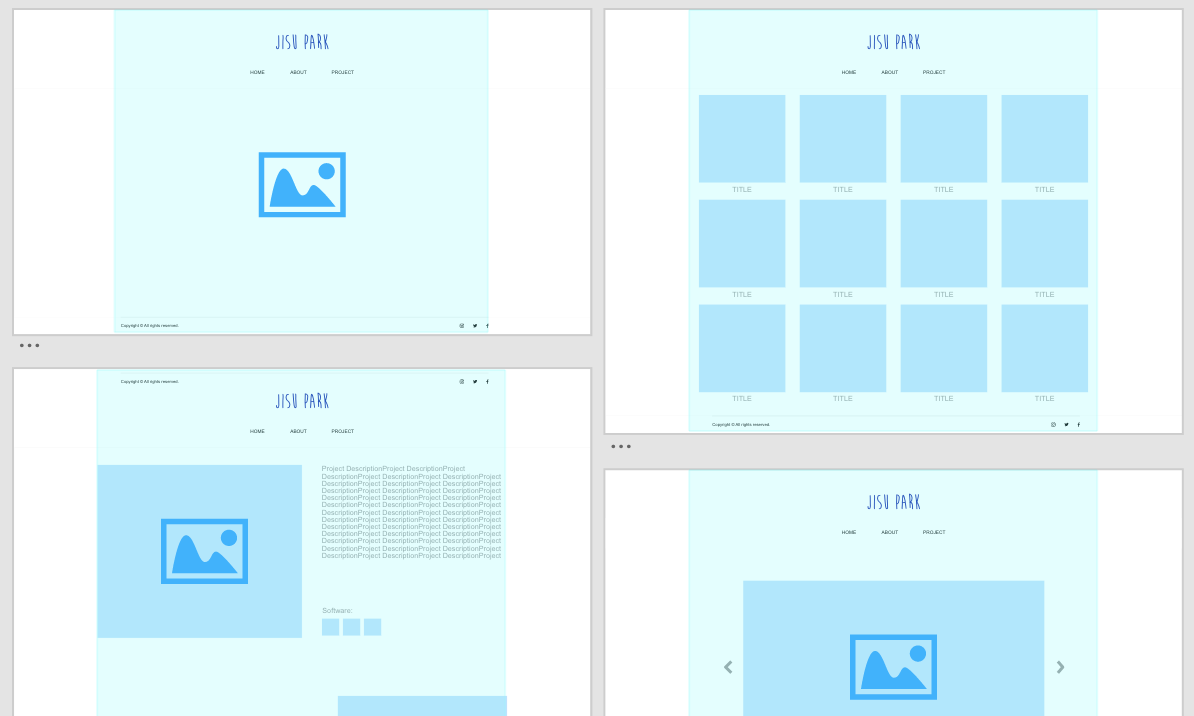 JISU PARK
HOME ABOUT PROJECT
Copyright © All rights reserved.
JISU PARK
HOME ABOUT PROJECT
TITLE TITLE TITLE TITLE
TITLE TITLE TITLE TITLE
TITLE TITLE TITLE TITLE
Copyright © All rights reserved.
Copyright © All rights reserved.
JISU PARK
HOME ABOUT PROJECT
Project DescriptionProject DescriptionProject
DescriptionProject DescriptionProject DescriptionProject
DescriptionProject DescriptionProject DescriptionProject
DescriptionProject DescriptionProject DescriptionProject
DescriptionProject DescriptionProject DescriptionProject
DescriptionProject DescriptionProject DescriptionProject
DescriptionProject DescriptionProject DescriptionProject
DescriptionProject DescriptionProject DescriptionProject
DescriptionProject DescriptionProject DescriptionProject
DescriptionProject DescriptionProject DescriptionProject
DescriptionProject DescriptionProject DescriptionProject
DescriptionProject DescriptionProject DescriptionProject
DescriptionProject DescriptionProject DescriptionProject
Software:
JISU PARK
HOME ABOUT PROJECT